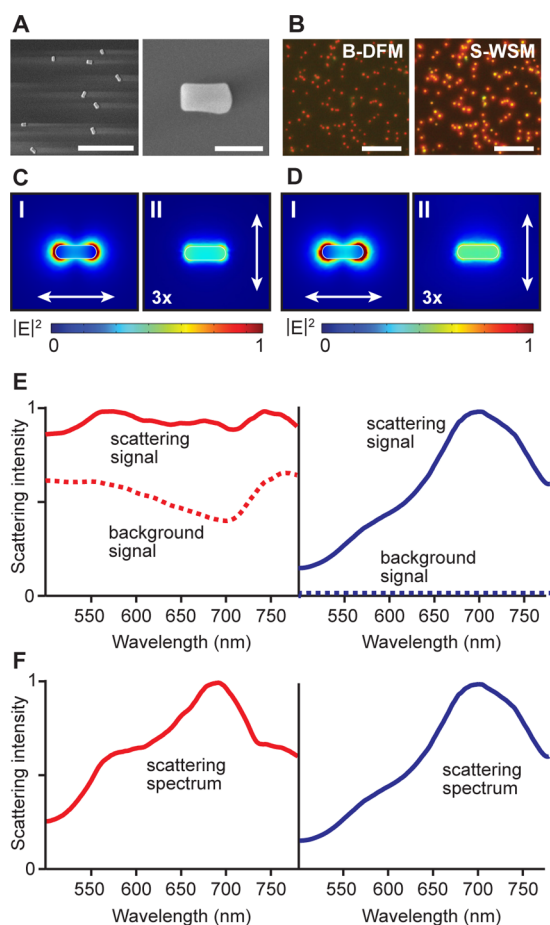 A
B
B-DFM
S-WSM
C
D
I
II
I
II
3x
3x
|E|²
0
1
|E|²
0
1
E
Scattering intensity
1
0
scattering
signal
background
signal
scattering
signal
background
signal
550
600
650
700
750
550
600
650
700
750
Wavelength (nm)
Wavelength (nm)
F
Scattering intensity
1
0
scattering
spectrum
scattering
spectrum
550
600
650
700
750
550
600
650
700
750
Wavelength (nm)
Wavelength (nm)